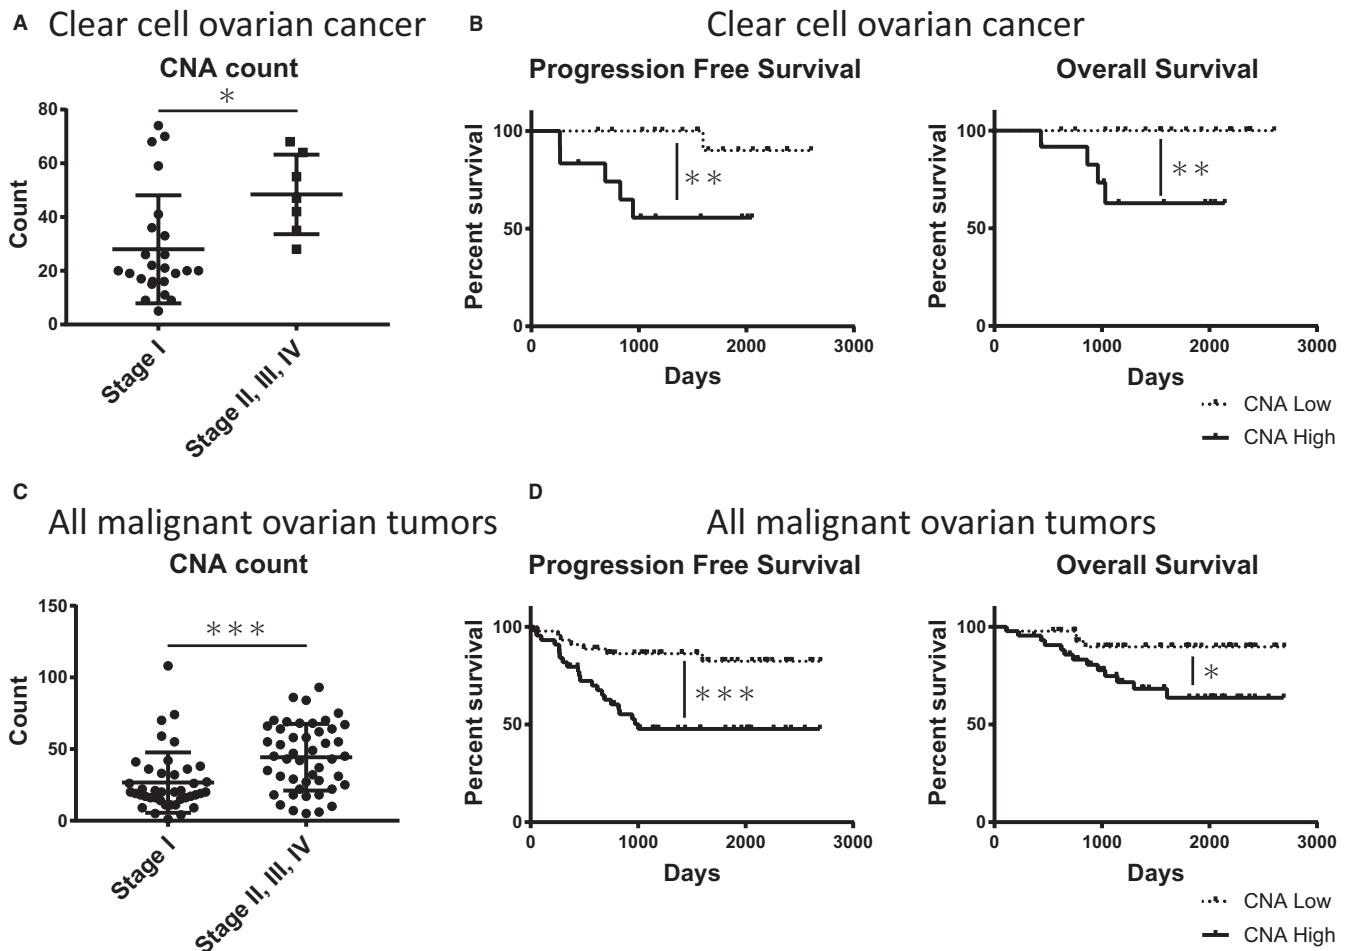 A Clear cell ovarian cancer
CNA count
*
80
60
40
20
0
Count
Stage I
Stage II, III, IV
B Clear cell ovarian cancer
Progression Free Survival
100
50
0
Percent survival
**
0 1000 2000 3000
Days
Overall Survival
100
50
0
Percent survival
**
0 1000 2000 3000
Days
CNA Low
CNA High
C
All malignant ovarian tumors
CNA count
***
150
100
50
0
Count
Stage I
Stage II, III, IV
D
All malignant ovarian tumors
Progression Free Survival
100
50
0
Percent survival
***
0 1000 2000 3000
Days
Overall Survival
100
50
0
Percent survival
*
0 1000 2000 3000
Days
CNA Low
CNA High